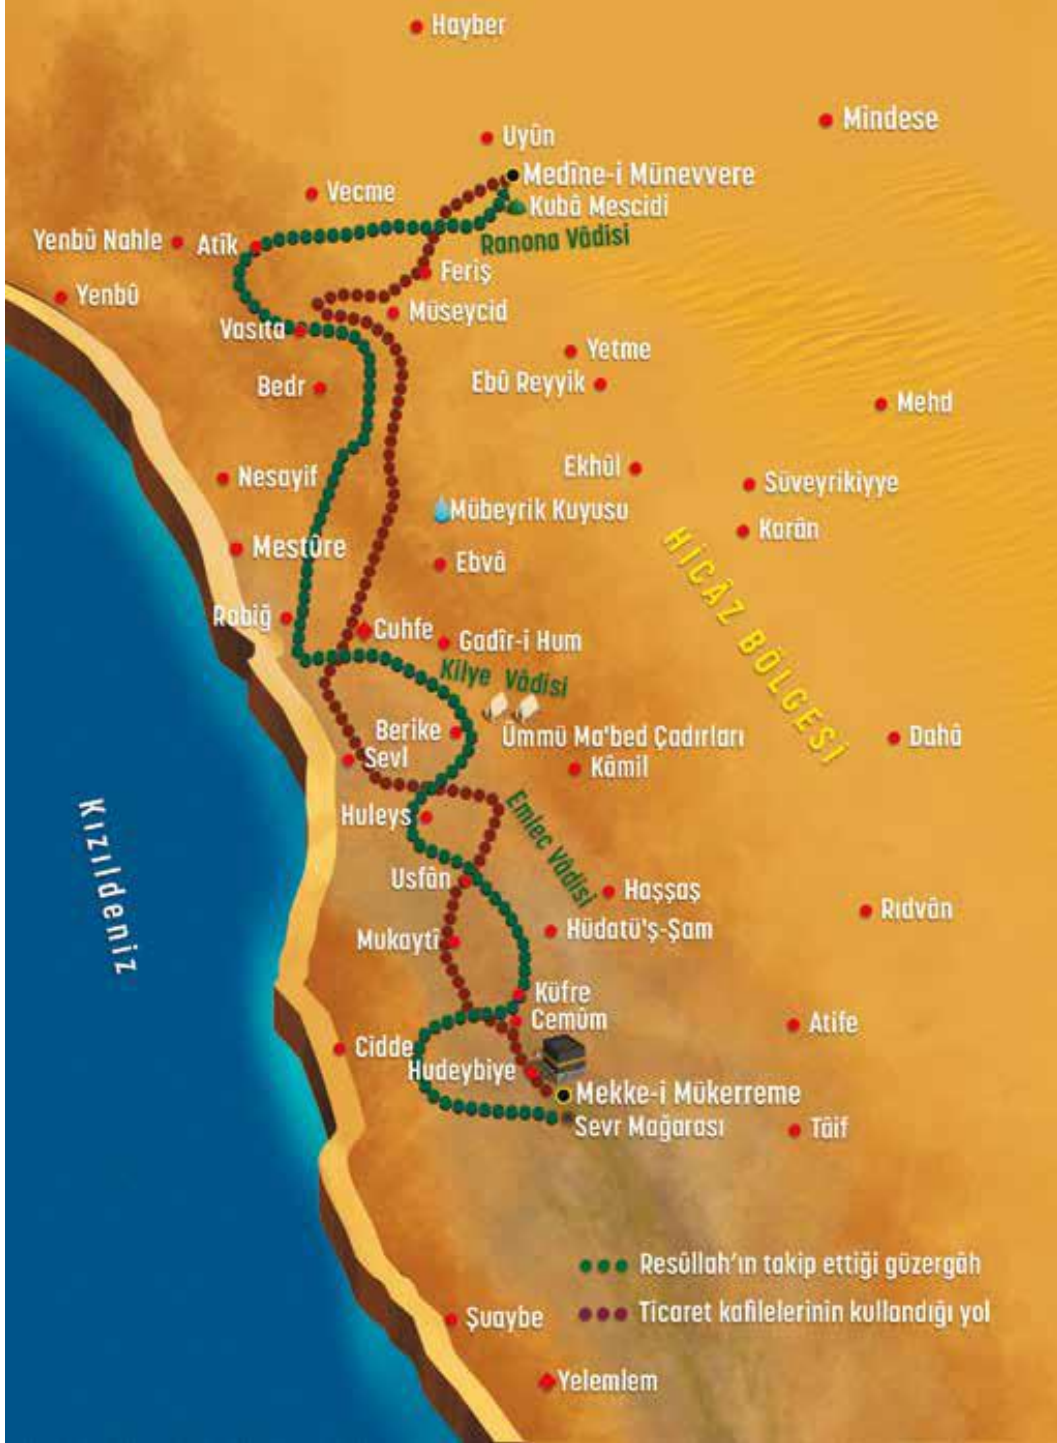 Hayber
Mindese
Uyûn
Medîne-i Münevvere
Vecme
Kubâ Mescidi
Ranona Vâdisi
Yenbû Nahle
Atîk
Feriş
Yenbû
Müseycid
Vasıta
Yetme
Bedr
Ebû Reyyik
Mehd
Ekhûl
Nesayif
Süveyrikiyye
Mübeyrik Kuyusu
Karân
Mestûre
Ebvâ
HİCÂZ BÖLGESİ
Rabiğ
Cuhfe
Gadîr-i Hum
Kilye Vâdisi
Berike
Ümmü Ma'bed Çadırları
Dahâ
Sevl
Kâmil
Kızıldeniz
Huleys
Emlec Vâdisi
Usfân
Haşşaş
Rıdvân
Mukaytî
Hüdatü'ş-Şam
Küfre
Cemûm
Atife
Cidde
Hudeybiye
Mekke-i Mükerreme
Sevr Mağarası
Tâif
Resûllah’ın takip ettiği güzergâh
Ticaret kafilelerinin kullandığı yol
Şuaybe
Yelemlem